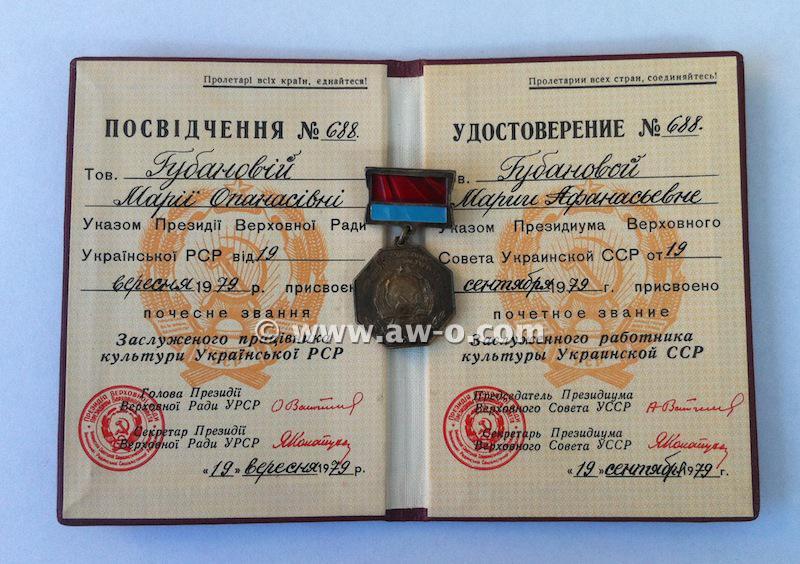 Пролетарі всіх країн, єднайтеся!
ПОСВІДЧЕННЯ № 688.
Тов. Губановій
Марії Опанасівні
Указом Президії Верховної Ради
Української РСР від 19
вересня 1979 р. присвоєно
почесне звання
Заслуженого працівника
культури Української РСР
Голова Президії
Верховної Ради УРСР
Секретар Президії
Верховної Ради УРСР
«19» вересня 1979 р.
Пролетарии всех стран, соединяйтесь!
УДОСТОВЕРЕНИЕ № 688.
в. Губановой
Марии Афанасьевне
Указом Президиума Верховного
Совета Украинской ССР от 19
сентября 1979 г. присвоено
почетное звание
Заслуженного работника
культуры Украинской ССР
Председатель Президиума
Верховного Совета УССР
Секретарь Президиума
Верховного Совета УССР
«19» сентября 1979 г.
© www.aw-o.com